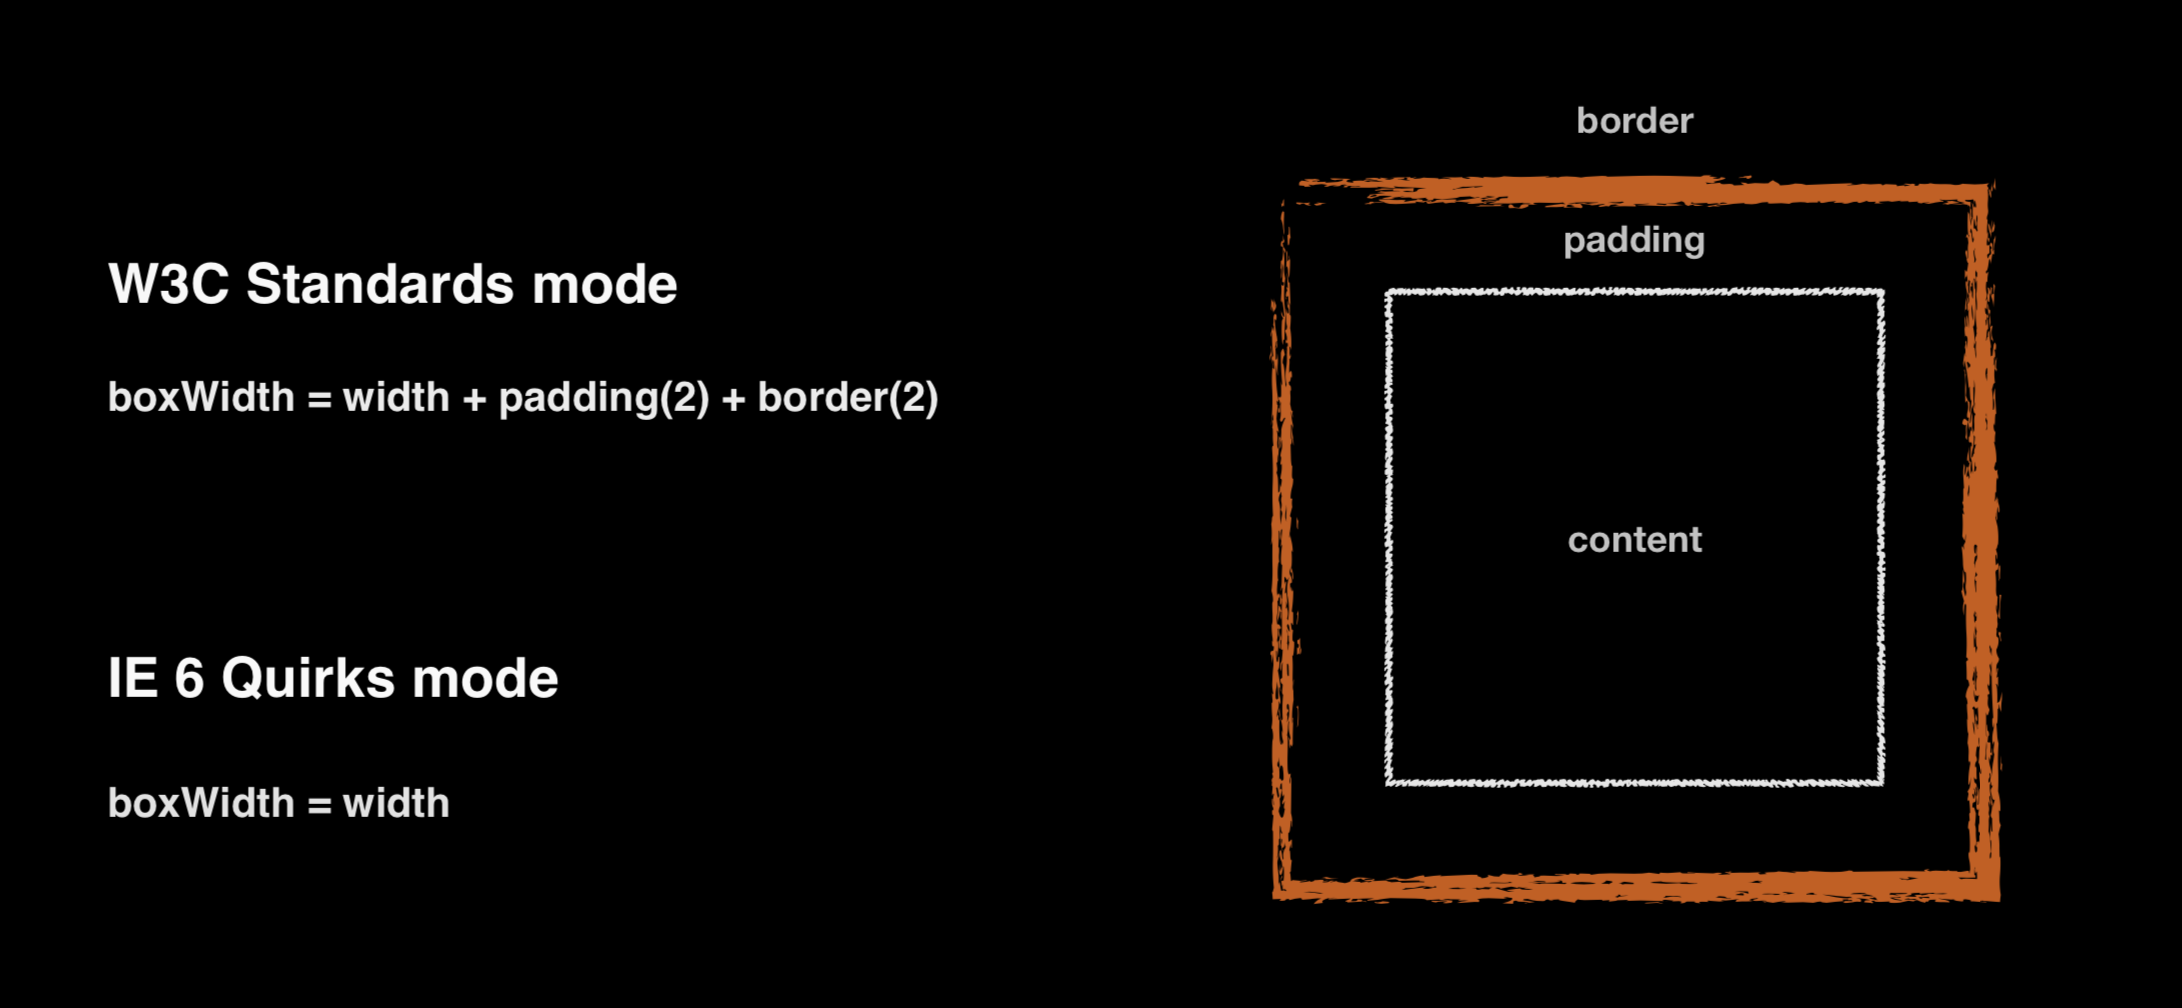 W3C Standards mode
boxWidth = width + padding(2) + border(2)
IE 6 Quirks mode
boxWidth = width
border
padding
content